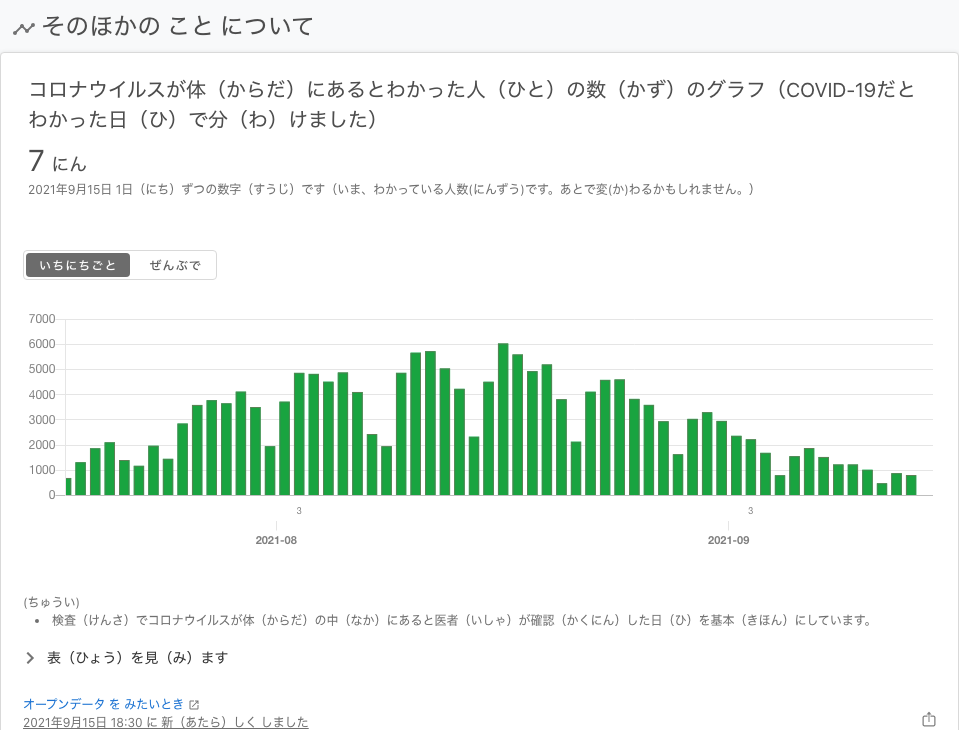 そのほかの こと について
コロナウイルスが体（からだ）にあるとわかった人（ひと）の数（かず）のグラフ（COVID-19だと
わかった日（ひ）で分（わ）けました）
7 にん
2021年9月15日 1日（にち）ずつの数字（すうじ）です（いま、わかっている人数(にんずう)です。あとで変(か)わるかもしれません。）
いちにちごと ぜんぶで
7000
6000
5000
4000
3000
2000
1000
0
3 3
2021-08 2021-09
(ちゅうい)
• 検査（けんさ）でコロナウイルスが体（からだ）の中（なか）にあると医者（いしゃ）が確認（かくにん）した日（ひ）を基本（きほん）にしています。
表（ひょう）を見（み）ます
オープンデータ を みたいとき
2021年9月15日 18:30 に 新（あたら）しく しました